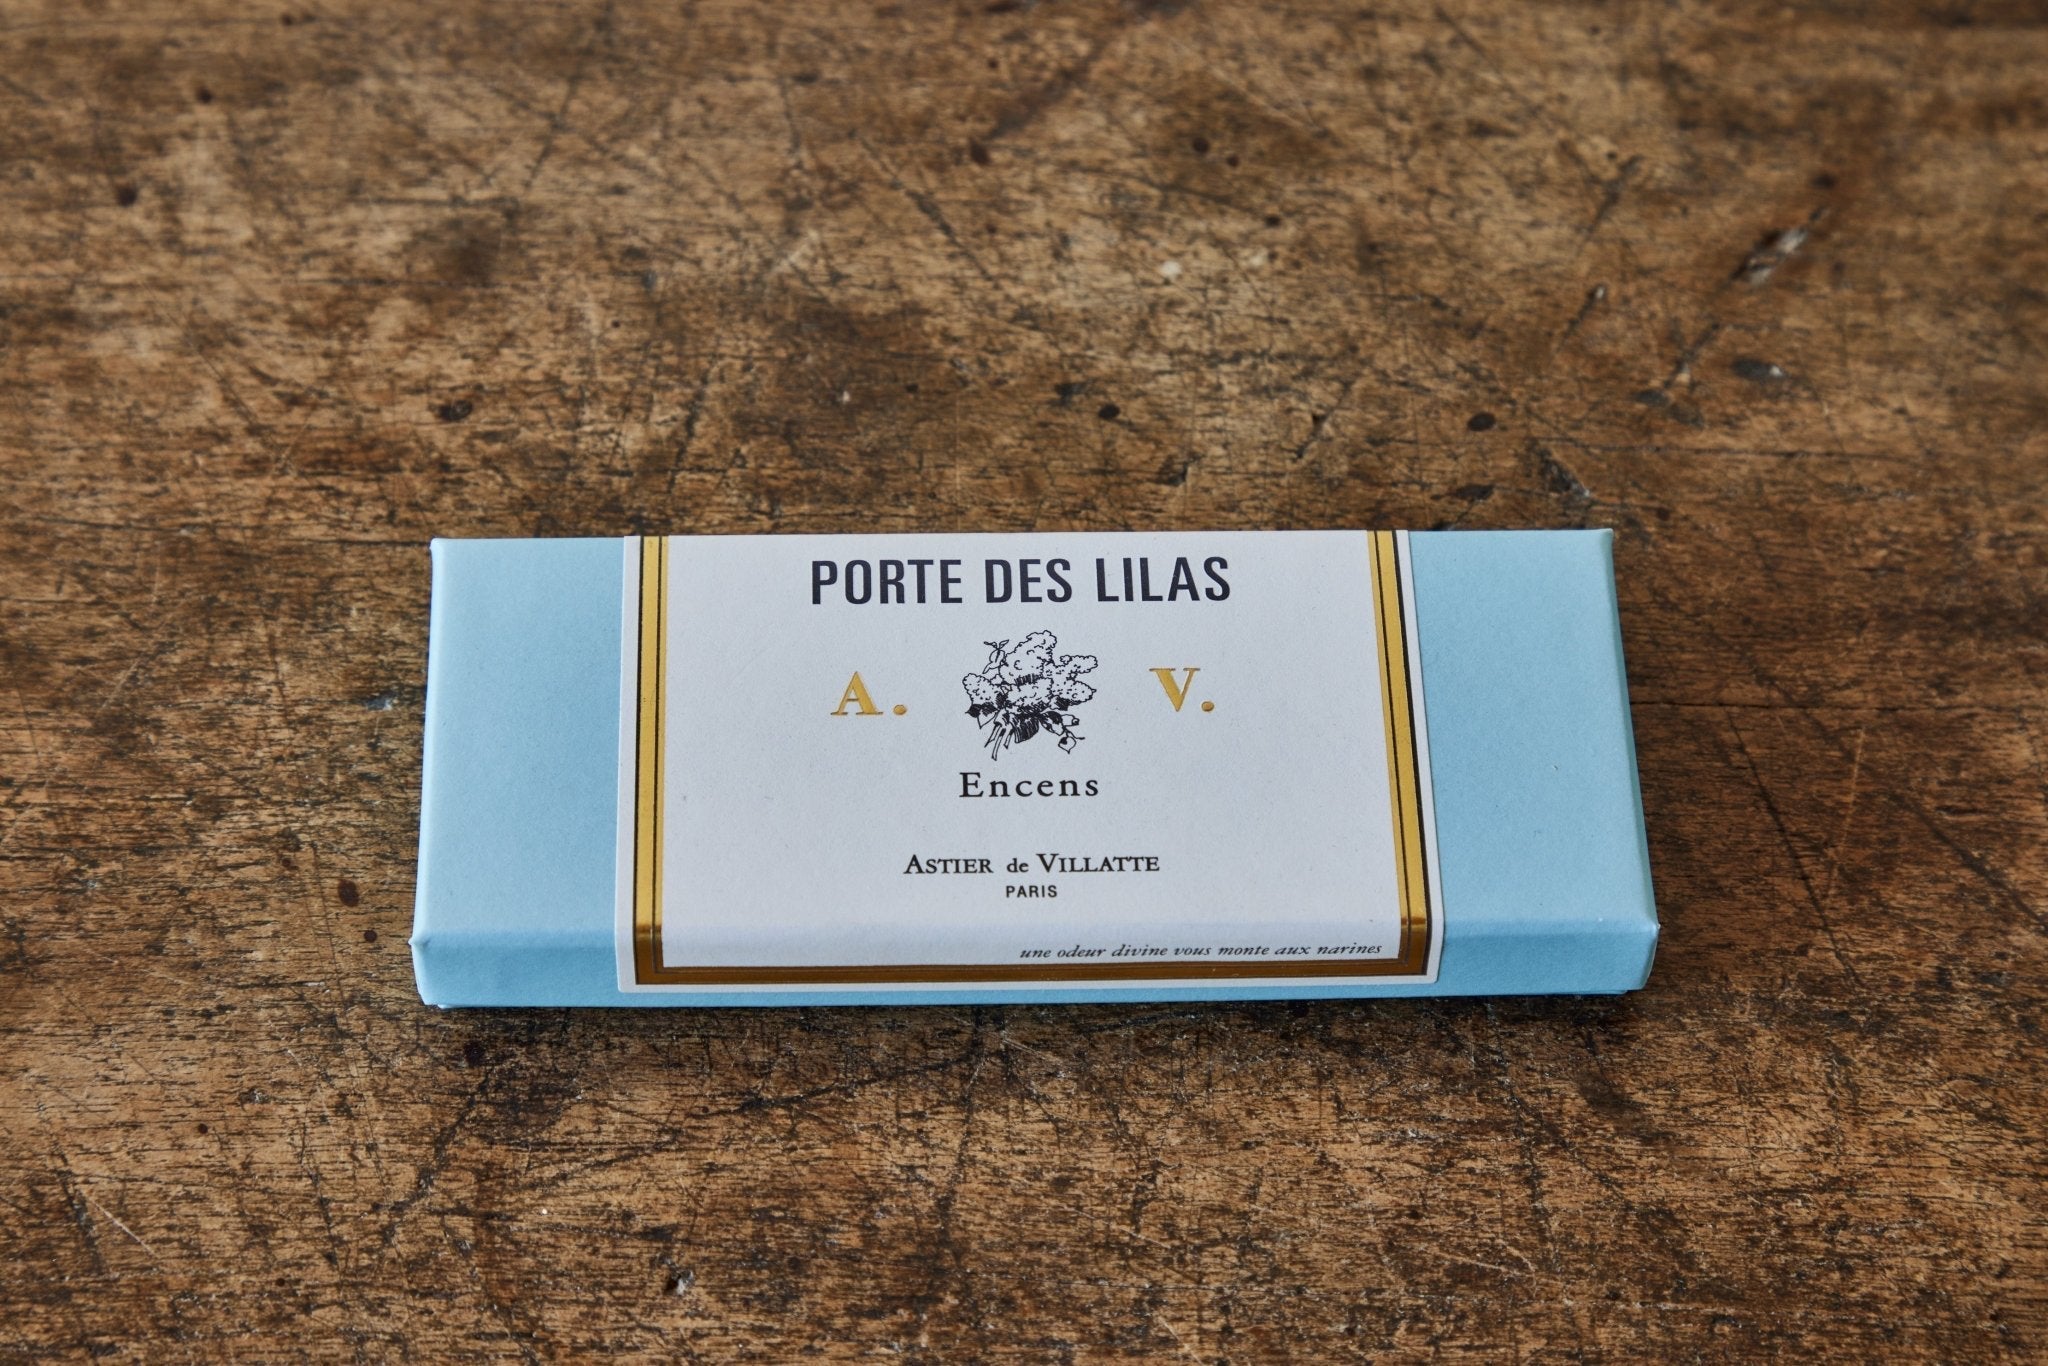 PORTE DES LILAS
A. V.
Encens
ASTIER de VILLATTE
PARIS
une odeur divine vous monte aux narines